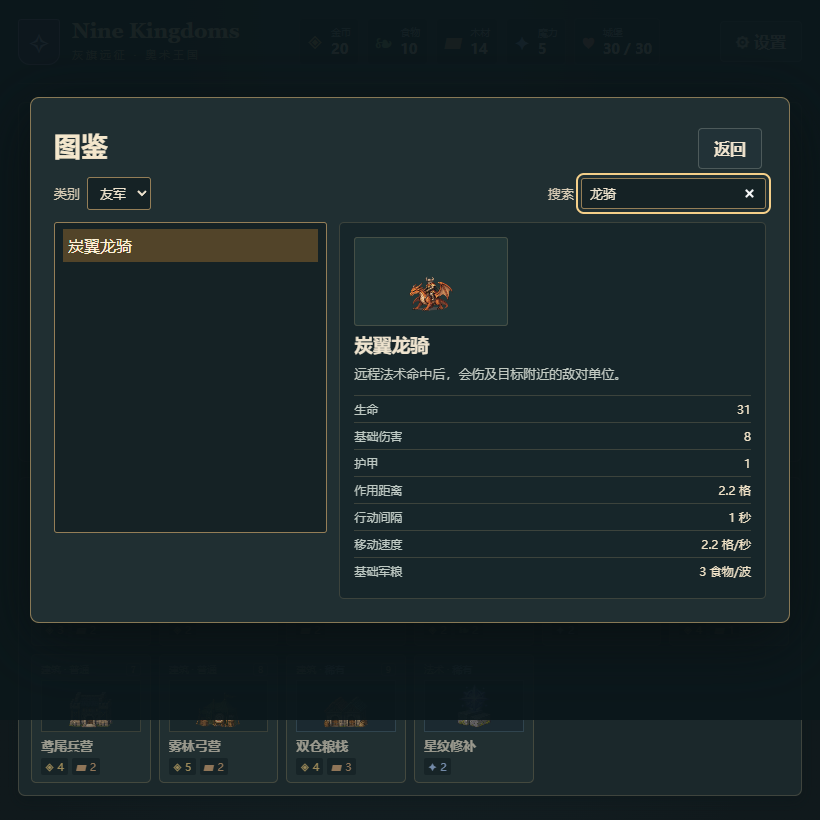 Nine Kingdoms
20
10
14
5
30 / 30
设置
图鉴
返回
类别
友军
搜索
龙骑
炭翼龙骑
炭翼龙骑
远程法术命中后，会伤及目标附近的敌对单位。
生命 31
基础伤害 8
护甲 1
作用距离 2.2 格
行动间隔 1 秒
移动速度 2.2 格/秒
基础军粮 3 食物/波
鸢尾兵营
4 2
雾林弓营
5 2
双仓粮栈
4 3
星纹修补
2